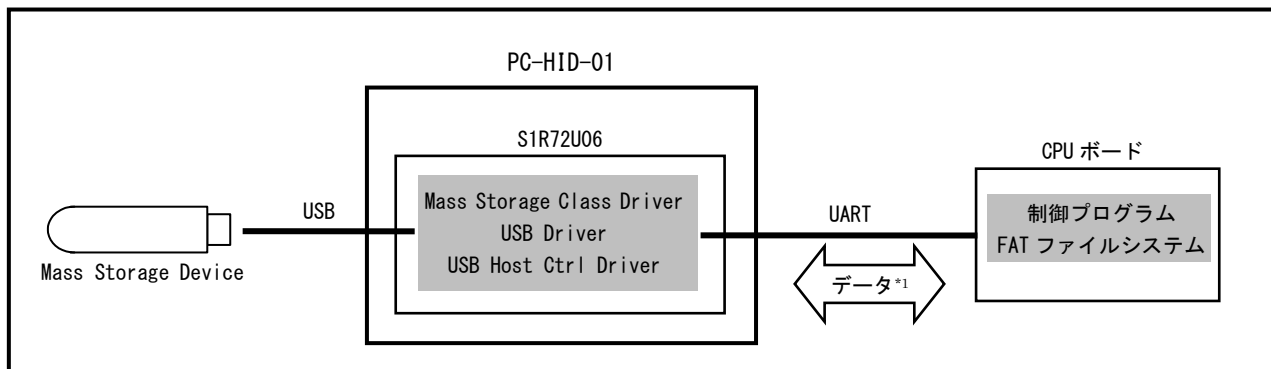 PC-HID-01
S1R72U06
CPU ボード
Mass Storage Class Driver
USB Driver
USB Host Ctrl Driver
USB
UART
制御プログラム
FAT ファイルシステム
Mass Storage Device
データ*1